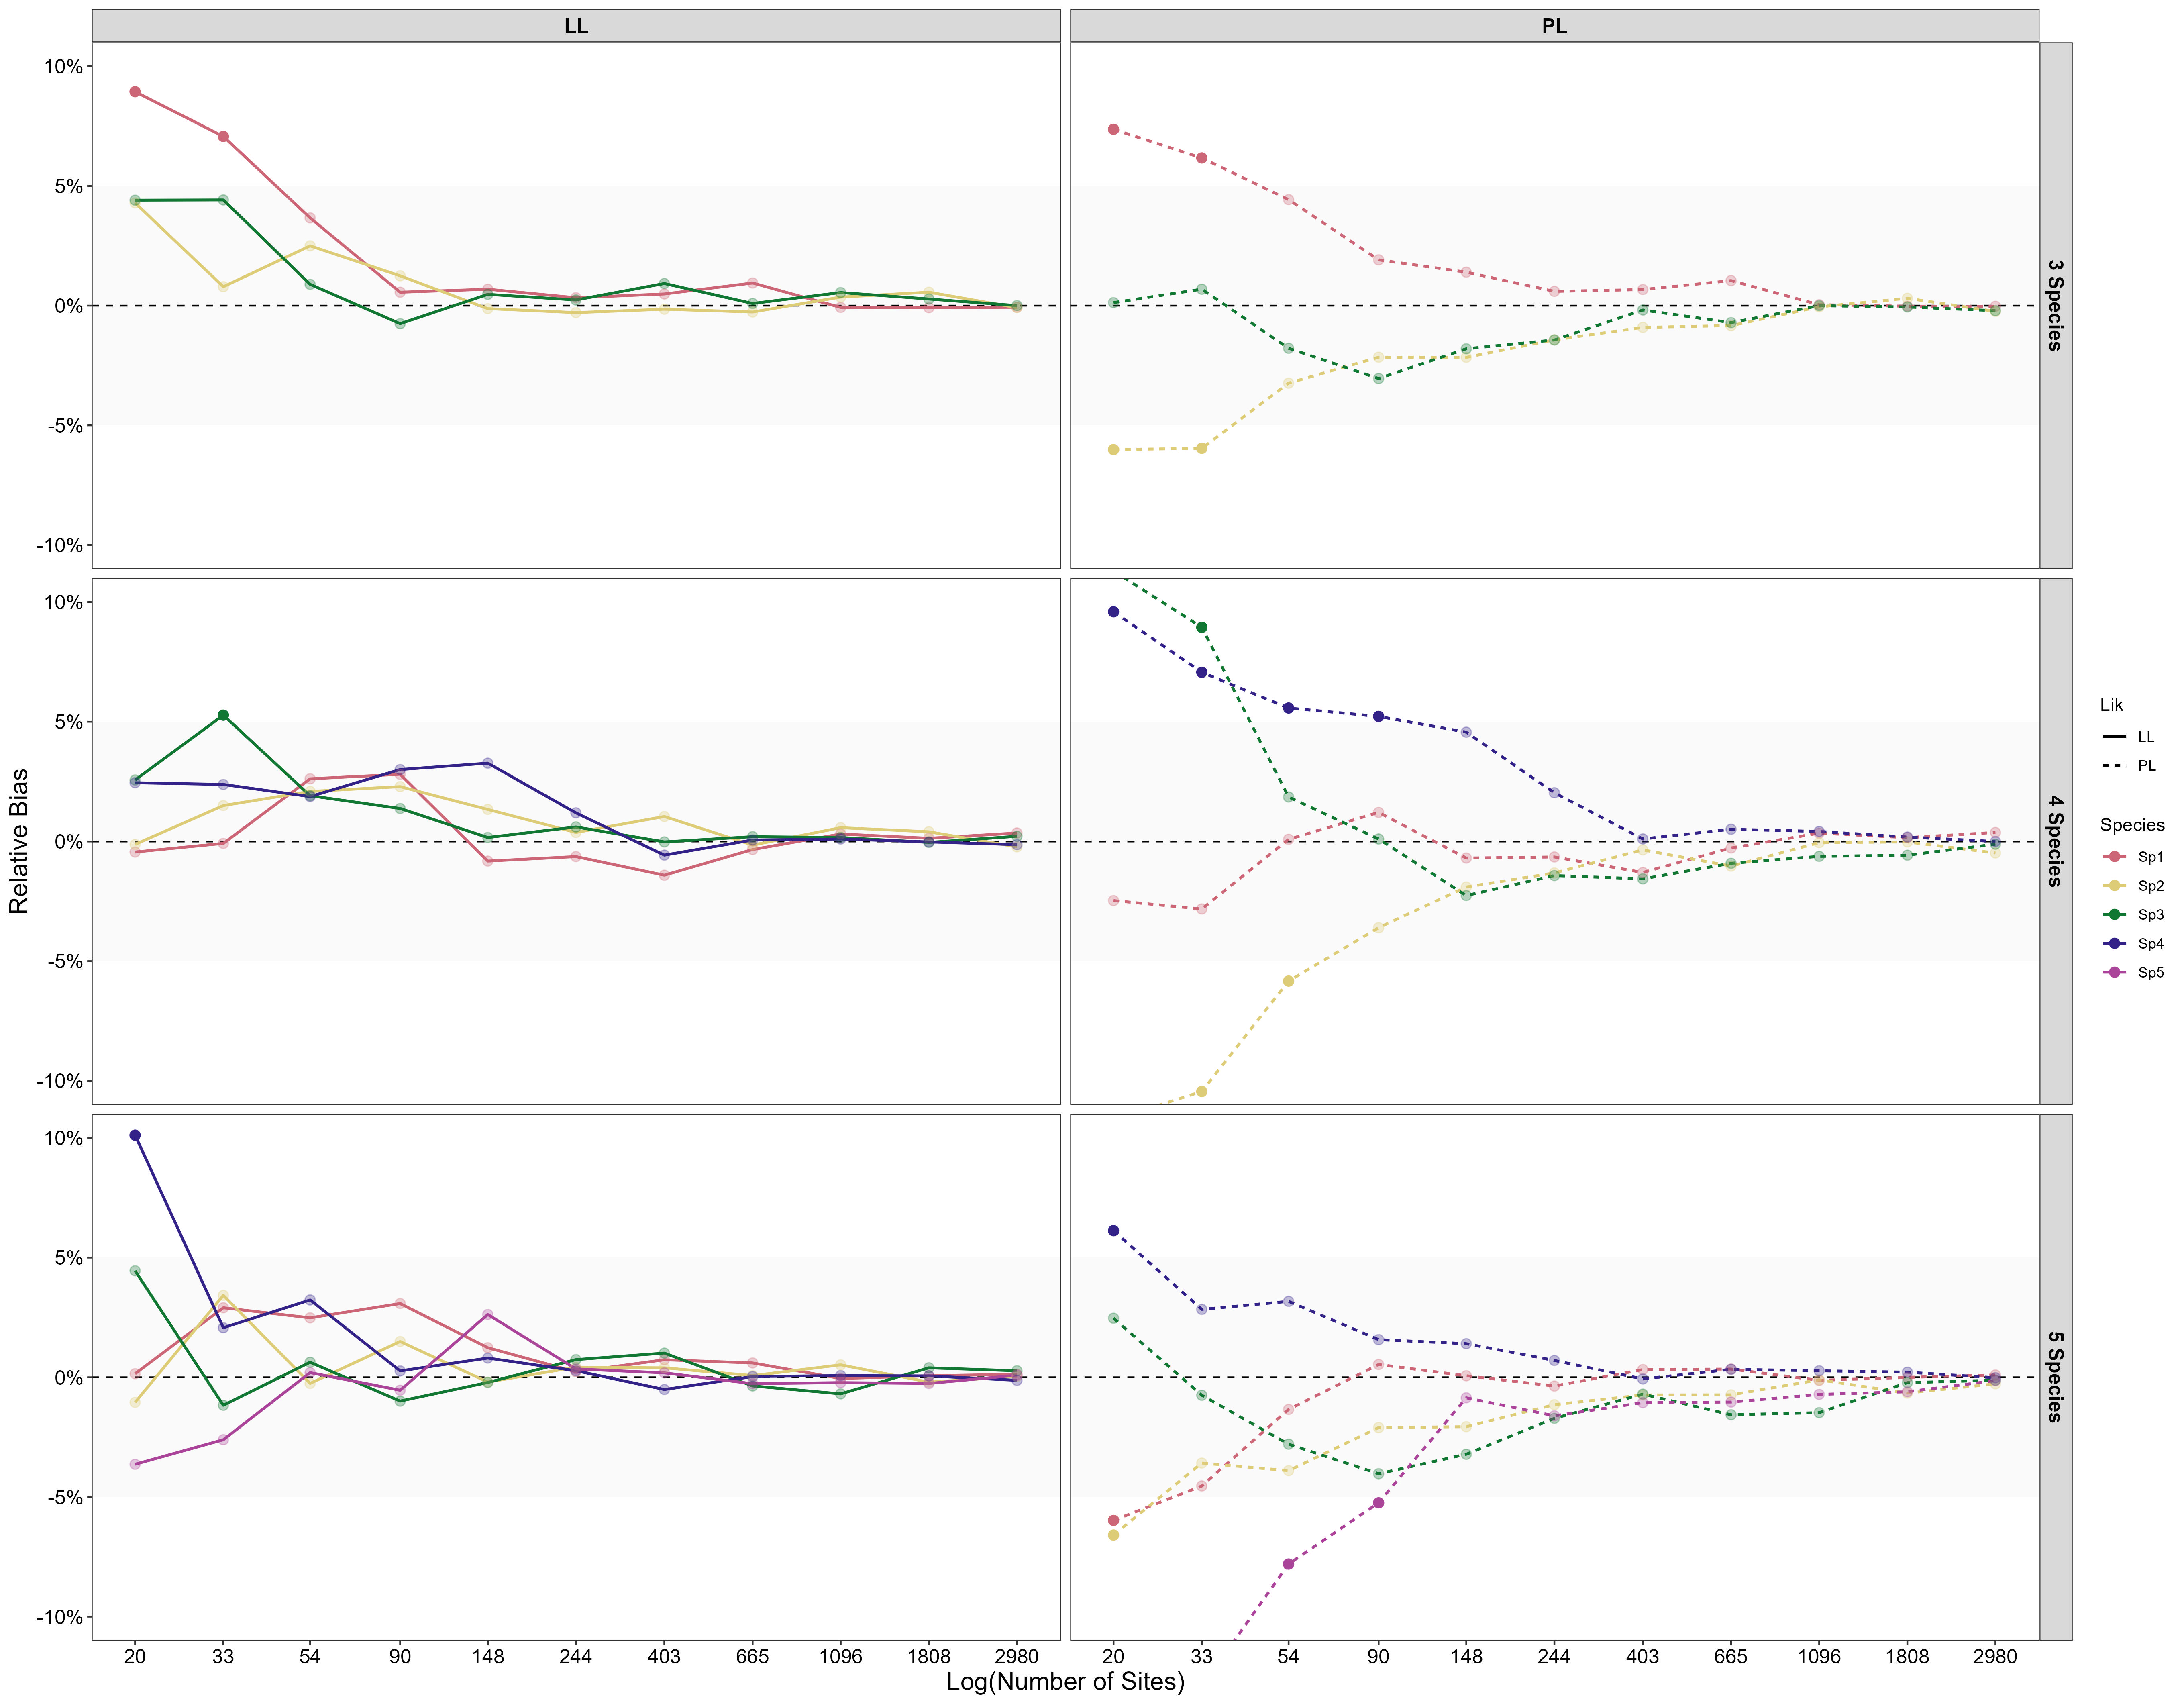 LL
PL
10%
5%
0%
-5%
-10%
3 Species
10%
5%
0%
-5%
-10%
4 Species
10%
5%
0%
-5%
-10%
5 Species
Relative Bias
20 33 54 90 148 244 403 665 1096 1808 2980
20 33 54 90 148 244 403 665 1096 1808 2980
Log(Number of Sites)
Lik
LL
PL
Species
Sp1
Sp2
Sp3
Sp4
Sp5